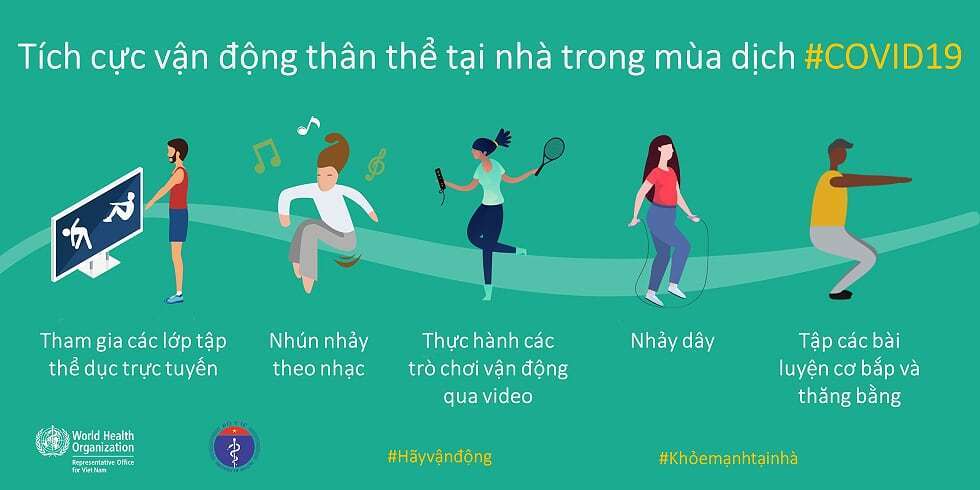 Tích cực vận động thân thể tại nhà trong mùa dịch #COVID19
Tham gia các lớp tập
thể dục trực tuyến
Nhún nhảy
theo nhạc
Thực hành các
trò chơi vận động
qua video
Nhảy dây
Tập các bài
luyện cơ bắp và
thăng bằng
World Health
Organization
Representative Office
for Viet Nam
BỘ Y TẾ
#Hãyvậnđộng
#Khỏemạnhtạinhà